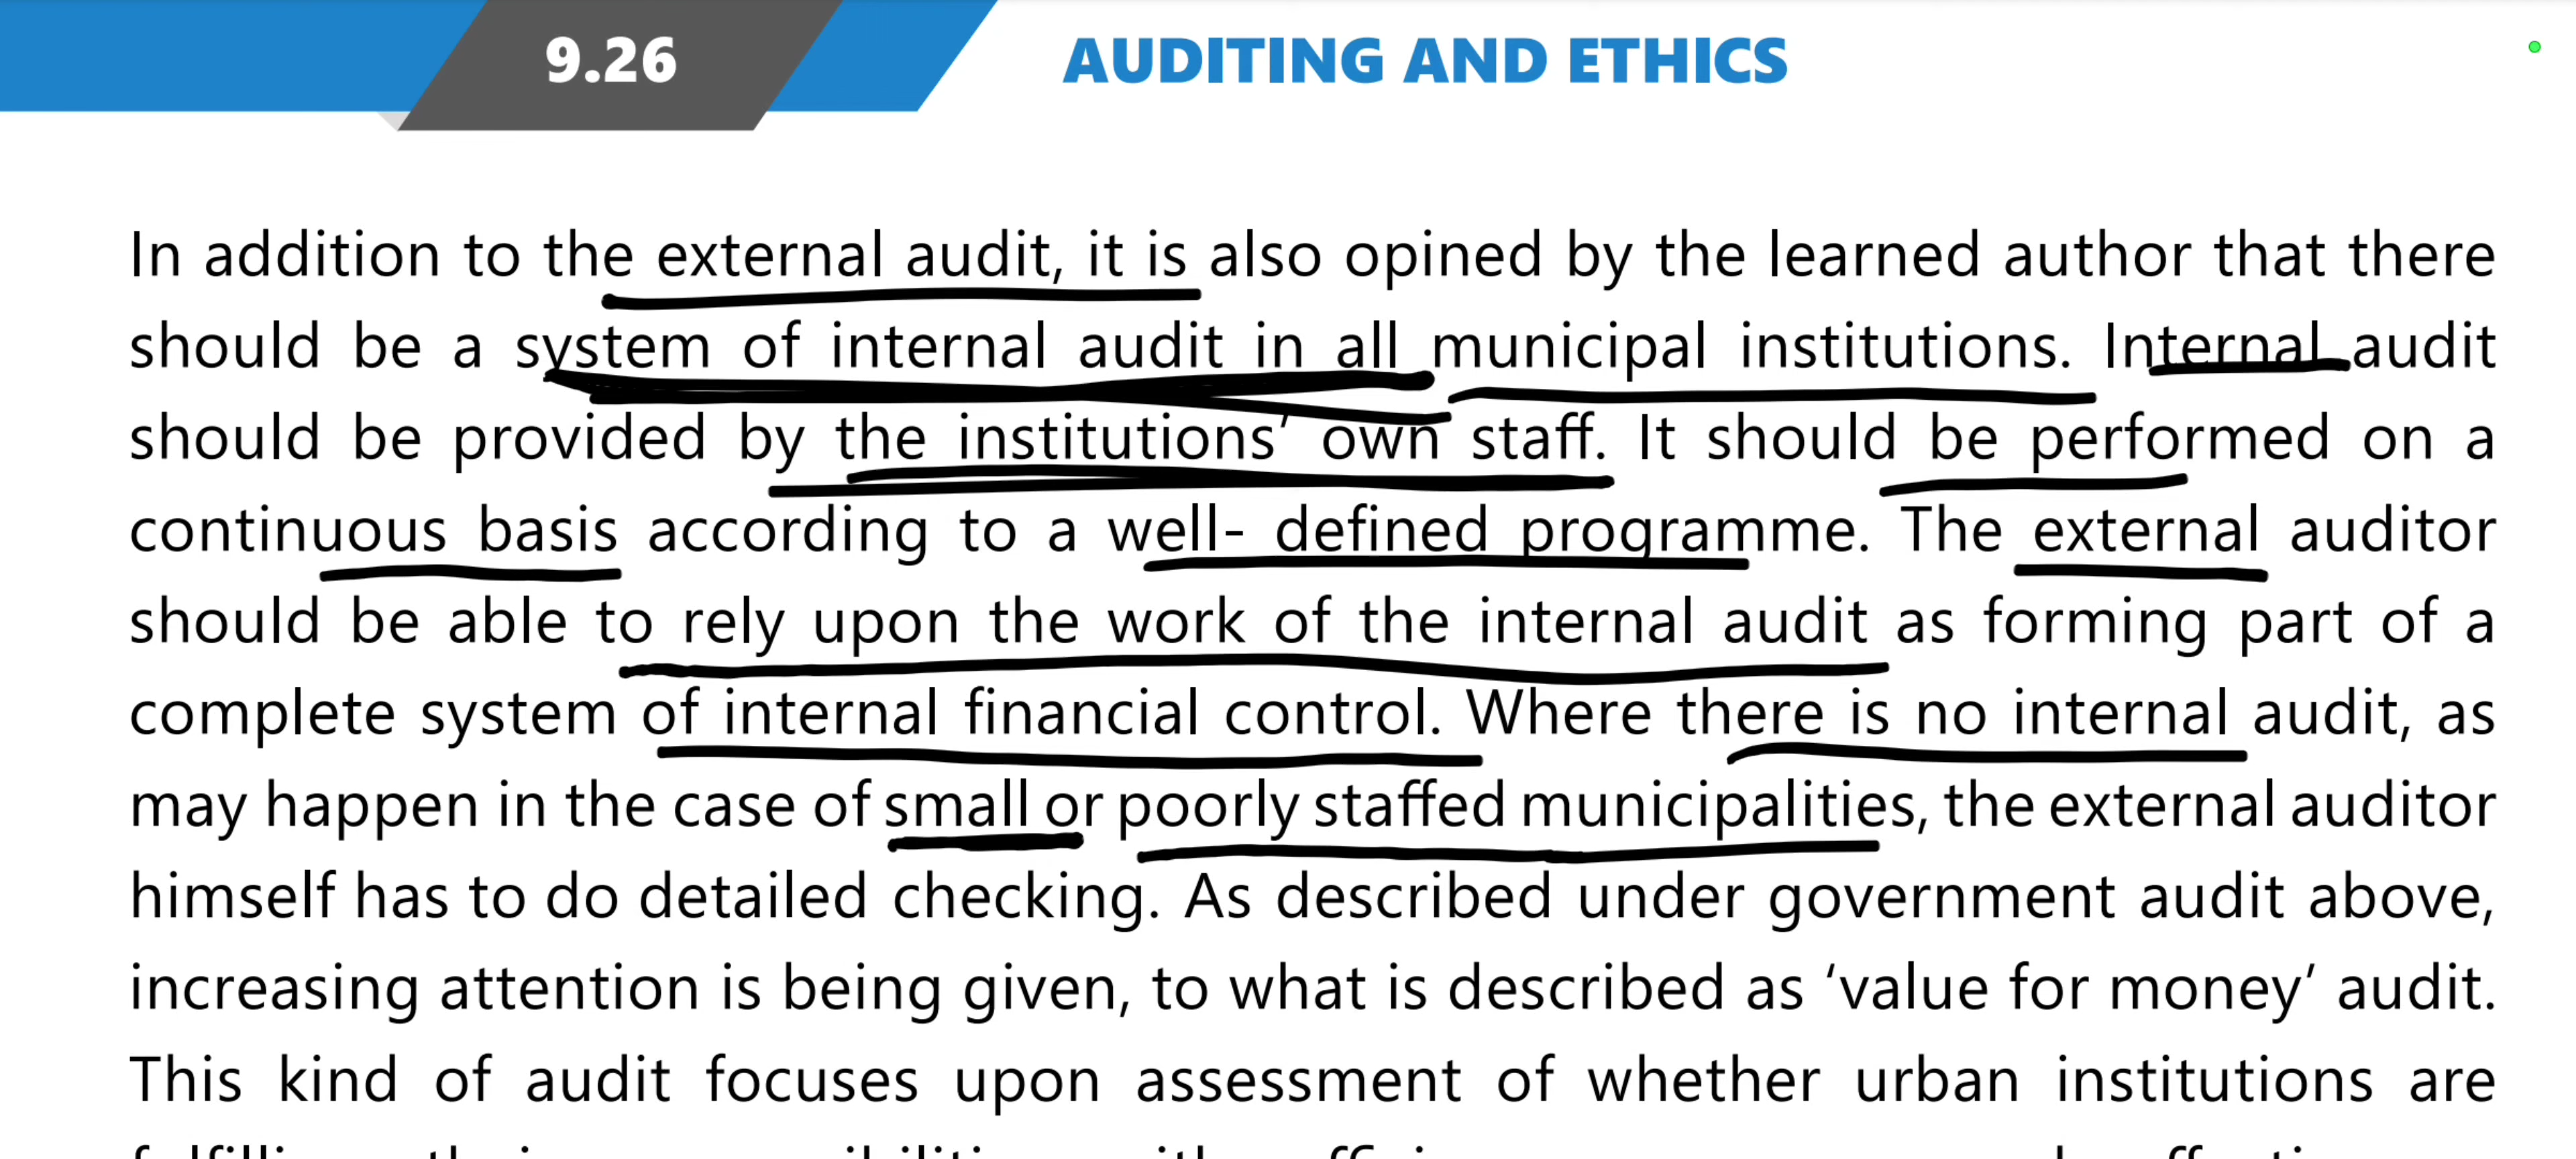 9.26 AUDITING AND ETHICS
In addition to the external audit, it is also opined by the learned author that there
should be a system of internal audit in all municipal institutions. Internal audit
should be provided by the institutions’ own staff. It should be performed on a
continuous basis according to a well- defined programme. The external auditor
should be able to rely upon the work of the internal audit as forming part of a
complete system of internal financial control. Where there is no internal audit, as
may happen in the case of small or poorly staffed municipalities, the external auditor
himself has to do detailed checking. As described under government audit above,
increasing attention is being given, to what is described as ‘value for money’ audit.
This kind of audit focuses upon assessment of whether urban institutions are